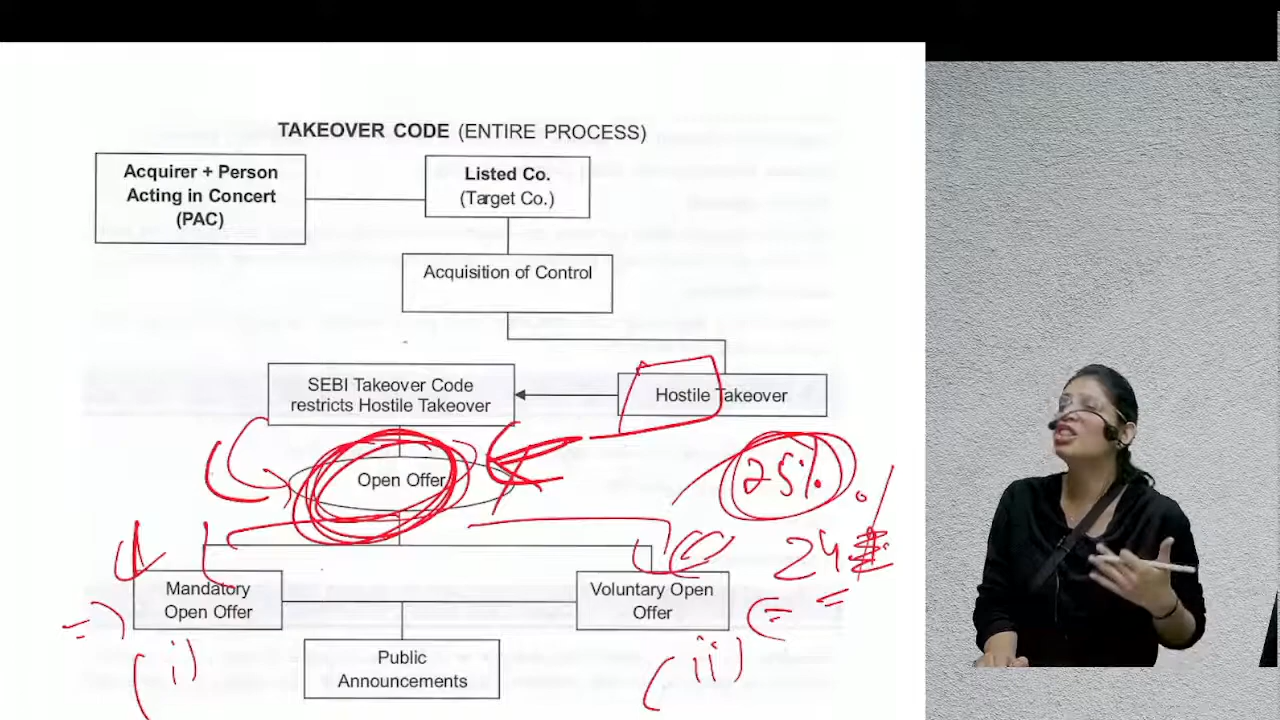 TAKEOVER CODE (ENTIRE PROCESS)
Acquirer + Person
Acting in Concert
(PAC)
Listed Co.
(Target Co.)
Acquisition of Control
SEBI Takeover Code
restricts Hostile Takeover
Hostile Takeover
Open Offer
25%
24
Mandatory
Open Offer
Voluntary Open
Offer
(i)
(ii)
Public
Announcements